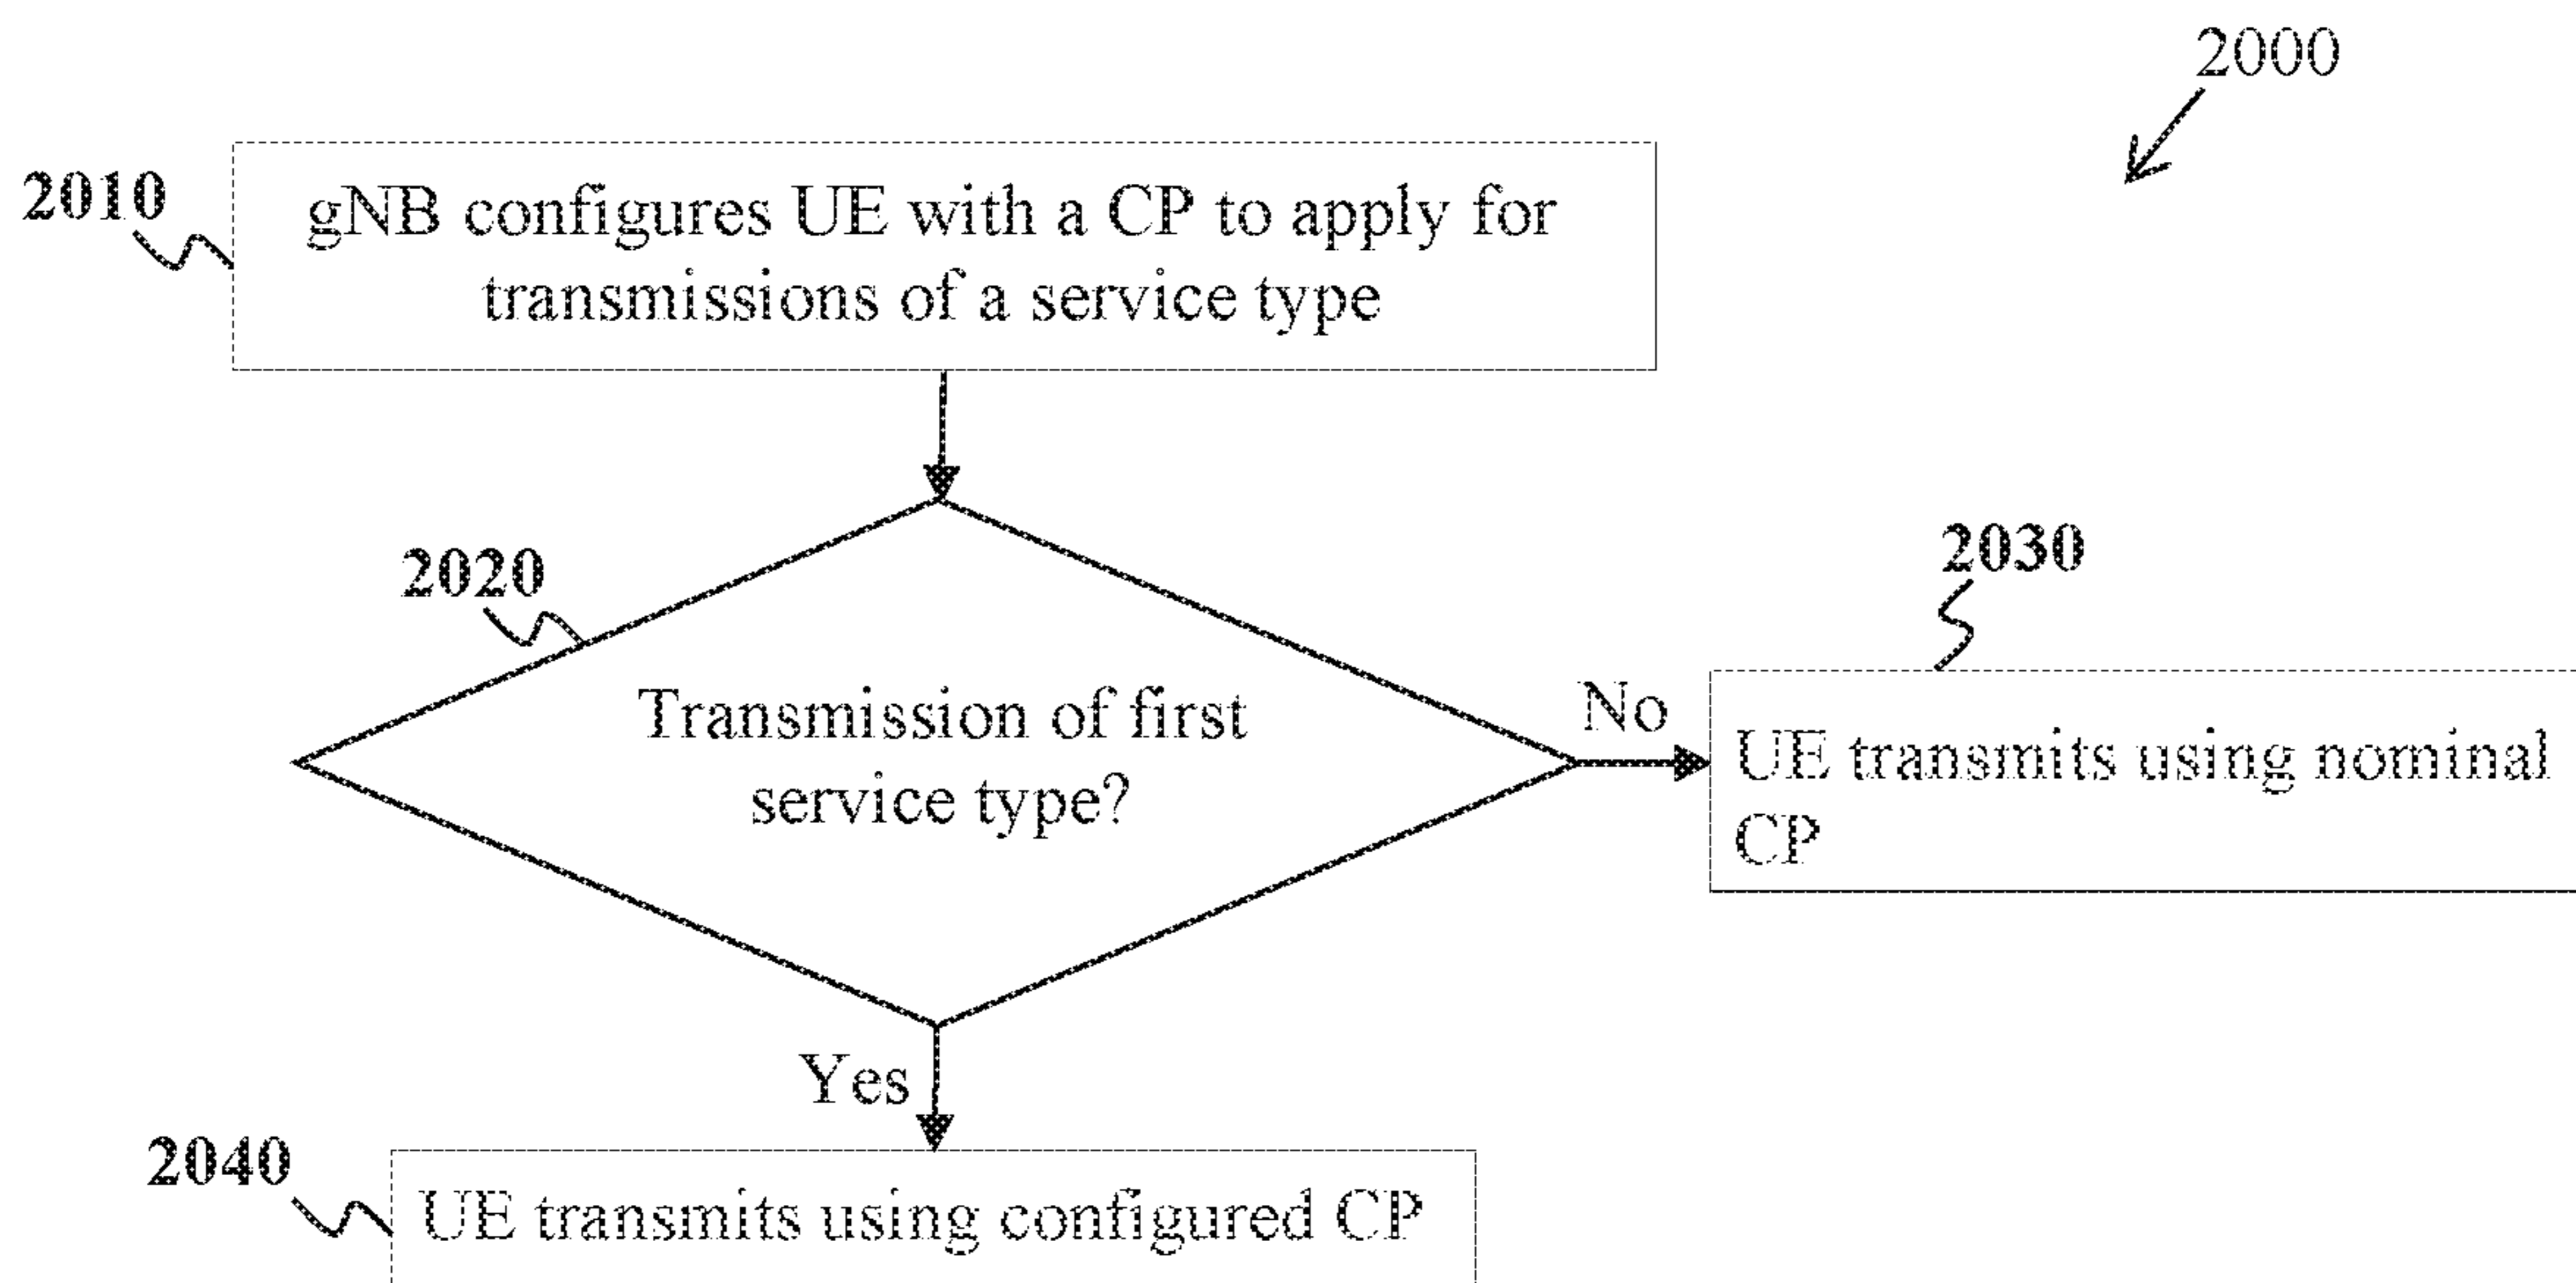 2000
2010
gNB configures UE with a CP to apply for
transmissions of a service type
2020
Transmission of first
service type?
No
2030
UE transmits using nominal
CP
Yes
2040
UE transmits using configured CP